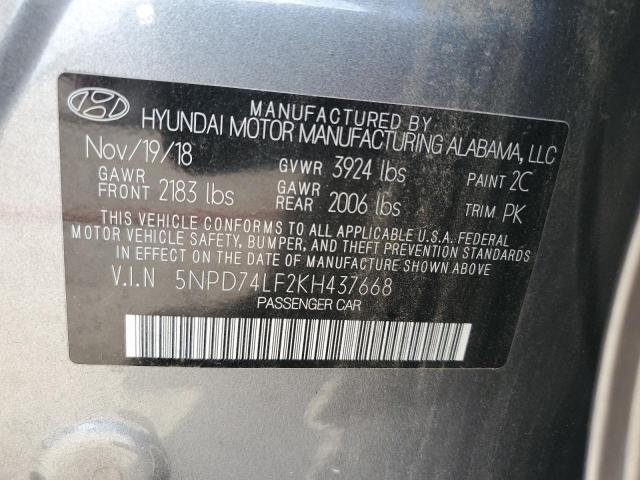 MANUFACTURED BY
HYUNDAI MOTOR MANUFACTURING ALABAMA, LLC
Nov/19/18 GVWR 3924 lbs PAINT 2C
GAWR FRONT 2183 lbs GAWR REAR 2006 lbs TRIM PK
THIS VEHICLE CONFORMS TO ALL APPLICABLE U.S.A. FEDERAL
MOTOR VEHICLE SAFETY, BUMPER, AND THEFT PREVENTION STANDARDS
IN EFFECT ON THE DATE OF MANUFACTURE SHOWN ABOVE.
V.I.N 5NPD74LF2KH437668
PASSENGER CAR